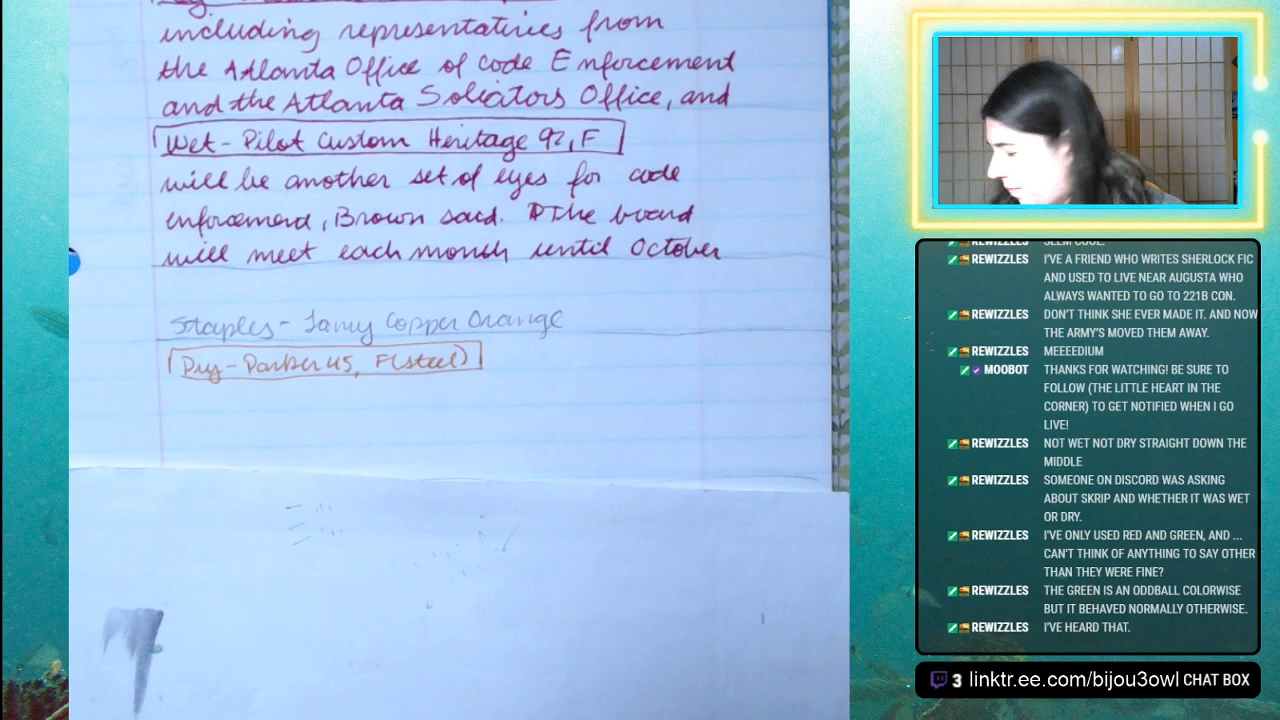 including representatives from
the Atlanta Office of Code Enforcement
and the Atlanta Solicitors Office, and
Wet- Pilot Custom Heritage 92, F
will be another set of eyes for code
enforcement, Brown said. The board
will meet each month until October
Staples- Lamy Copper Orange
Dry- Parker 45, F(steel)
SEEM COOL.
REWIZZLES I'VE A FRIEND WHO WRITES SHERLOCK FIC
AND USED TO LIVE NEAR AUGUSTA WHO
ALWAYS WANTED TO GO TO 221B CON.
REWIZZLES DON'T THINK SHE EVER MADE IT. AND NOW
THE ARMY'S MOVED THEM AWAY.
REWIZZLES MEEEEDIUM
MOOBOT THANKS FOR WATCHING! BE SURE TO
FOLLOW (THE LITTLE HEART IN THE
CORNER) TO GET NOTIFIED WHEN I GO
LIVE!
REWIZZLES NOT WET NOT DRY STRAIGHT DOWN THE
MIDDLE
REWIZZLES SOMEONE ON DISCORD WAS ASKING
ABOUT SKRIP AND WHETHER IT WAS WET
OR DRY.
REWIZZLES I'VE ONLY USED RED AND GREEN, AND ...
CAN'T THINK OF ANYTHING TO SAY OTHER
THAN THEY WERE FINE?
REWIZZLES THE GREEN IS AN ODDBALL COLORWISE
BUT IT BEHAVED NORMALLY OTHERWISE.
REWIZZLES I'VE HEARD THAT.
3 linktr.ee.com/bijou3owl CHAT BOX